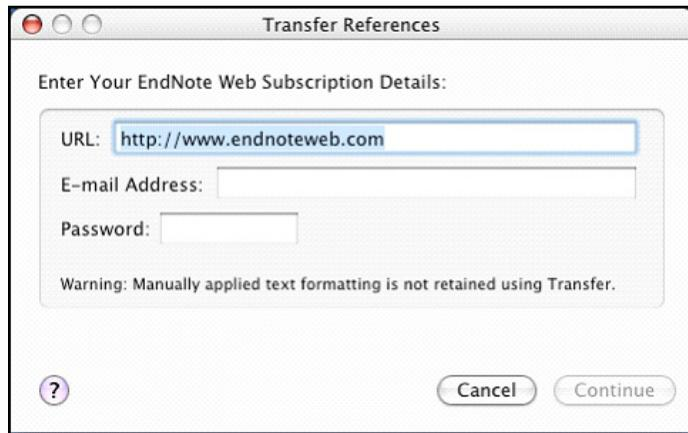 Transfer References
Enter Your EndNote Web Subscription Details:
URL: http://www.endnoteweb.com
E-mail Address:
Password:
Warning: Manually applied text formatting is not retained using Transfer.
? Cancel Continue